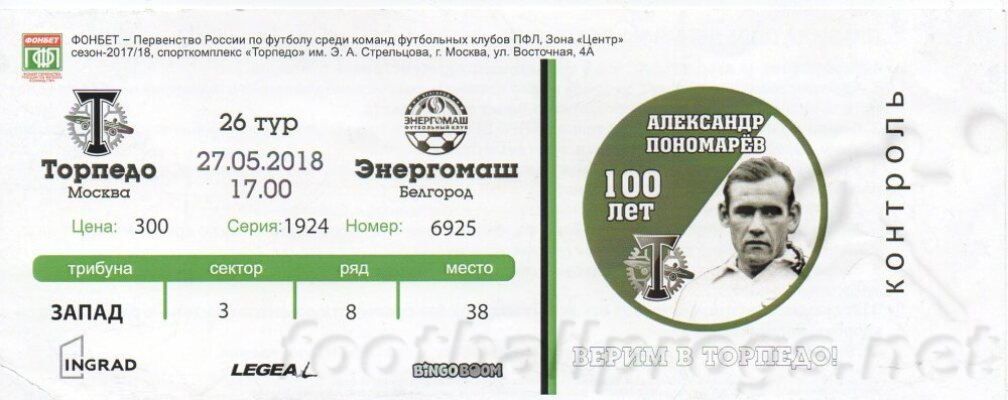 ФОНБЕТ
ФОНБЕТ – Первенство России по футболу среди команд футбольных клубов ПФЛ, Зона «Центр»
сезон-2017/18, спорткомплекс «Торпедо» им. Э. А. Стрельцова, г. Москва, ул. Восточная, 4А
Торпедо
Москва
26 тур
27.05.2018
17.00
ЭНЕРГОМАШ
ФУТБОЛЬНЫЙ КЛУБ
Энергомаш
Белгород
Цена: 300 Серия: 1924 Номер: 6925
трибуна сектор ряд место
ЗАПАД 3 8 38
INGRAD LEGEA BINGOBOOM
АЛЕКСАНДР
ПОНОМАРЁВ
100
лет
ВЕРИМ В ТОРПЕДО!
КОНТРОЛЬ
footballprogr.net